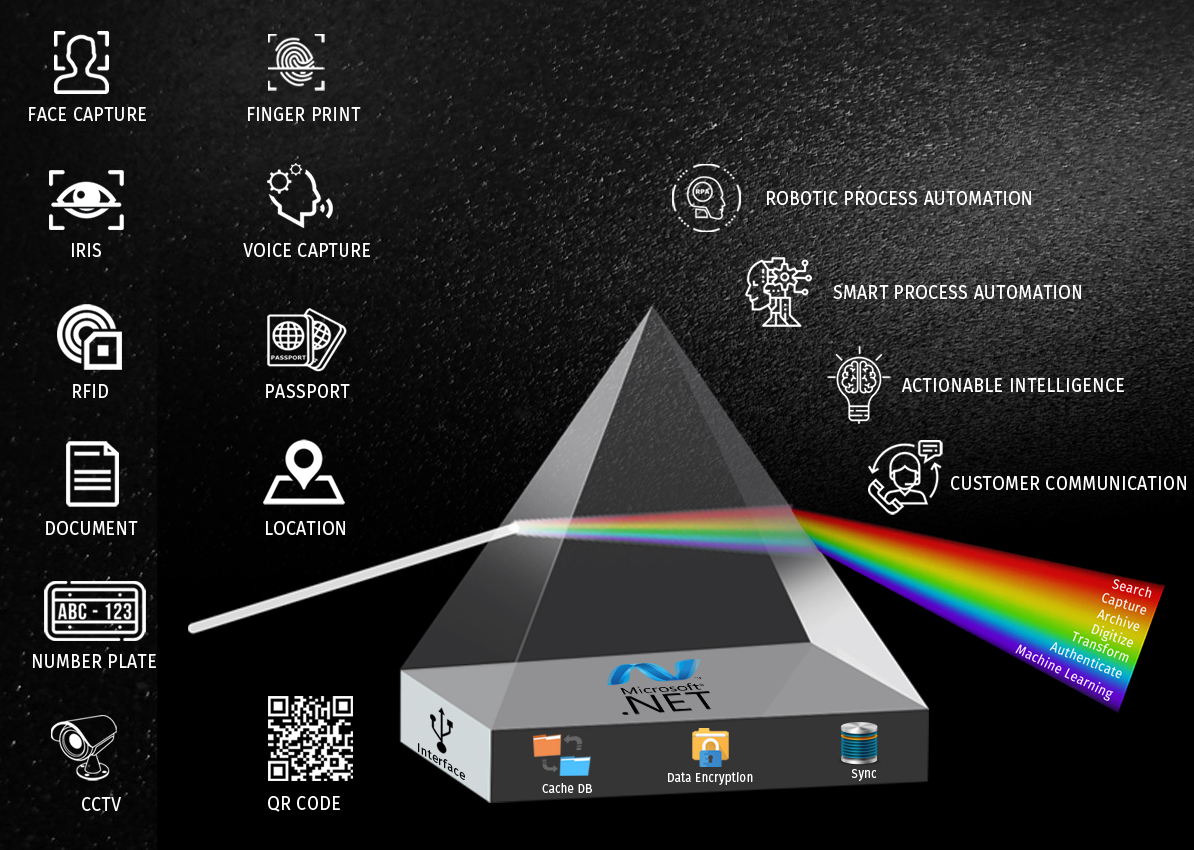 FACE CAPTURE
FINGER PRINT
IRIS
VOICE CAPTURE
RFID
PASSPORT
PASSPORT
DOCUMENT
LOCATION
ABC - 123
NUMBER PLATE
CCTV
QR CODE
RPA
ROBOTIC PROCESS AUTOMATION
SMART PROCESS AUTOMATION
ACTIONABLE INTELLIGENCE
CUSTOMER COMMUNICATION
Search
Capture
Archive
Digitize
Transform
Authenticate
Machine Learning
Microsoft®
.NET
Interface
Cache DB
Data Encryption
Sync